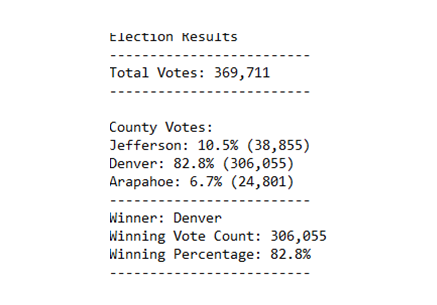 Election Results
-------------------------
Total Votes: 369,711
-------------------------
County Votes:
Jefferson: 10.5% (38,855)
Denver: 82.8% (306,055)
Arapahoe: 6.7% (24,801)
-------------------------
Winner: Denver
Winning Vote Count: 306,055
Winning Percentage: 82.8%
-------------------------